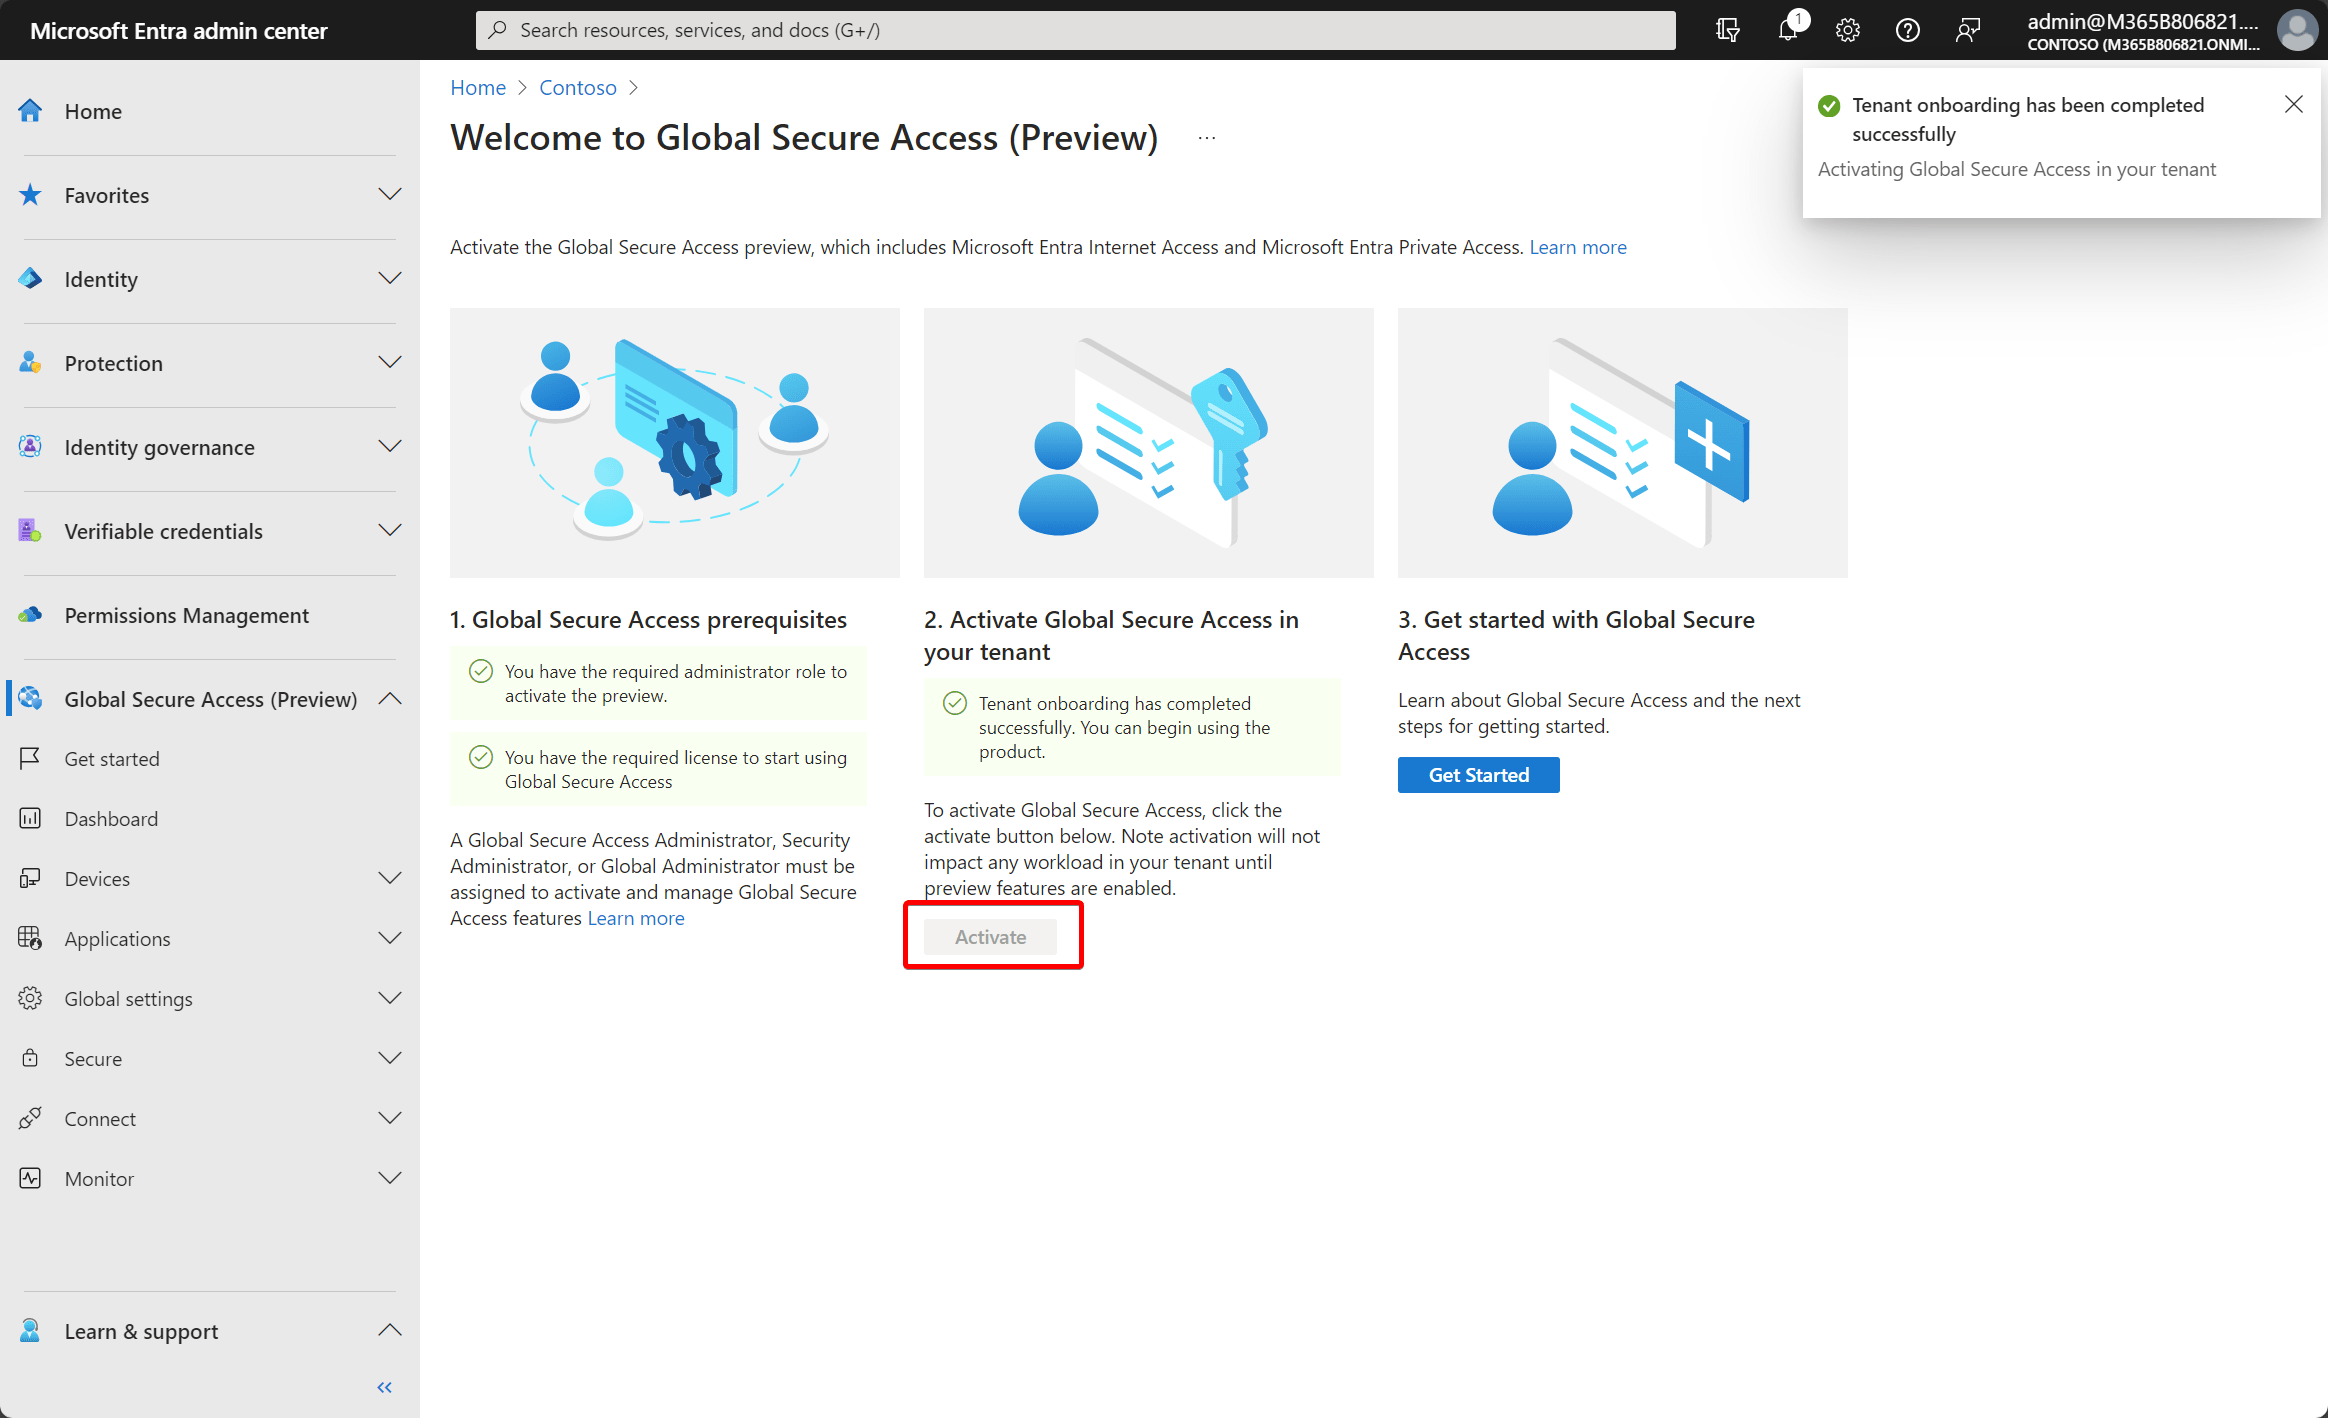 Microsoft Entra admin center
Search resources, services, and docs (G+/)
1
admin@M365B806821....
CONTOSO (M365B806821.ONMI...
Home
Favorites
Identity
Protection
Identity governance
Verifiable credentials
Permissions Management
Global Secure Access (Preview)
Get started
Dashboard
Devices
Applications
Global settings
Secure
Connect
Monitor
Learn & support
Home > Contoso >
Welcome to Global Secure Access (Preview) ...
Tenant onboarding has been completed
successfully
Activating Global Secure Access in your tenant
Activate the Global Secure Access preview, which includes Microsoft Entra Internet Access and Microsoft Entra Private Access. Learn more
1. Global Secure Access prerequisites
You have the required administrator role to
activate the preview.
You have the required license to start using
Global Secure Access
A Global Secure Access Administrator, Security
Administrator, or Global Administrator must be
assigned to activate and manage Global Secure
Access features Learn more
2. Activate Global Secure Access in
your tenant
Tenant onboarding has completed
successfully. You can begin using the
product.
To activate Global Secure Access, click the
activate button below. Note activation will not
impact any workload in your tenant until
preview features are enabled.
Activate
3. Get started with Global Secure
Access
Learn about Global Secure Access and the next
steps for getting started.
Get Started